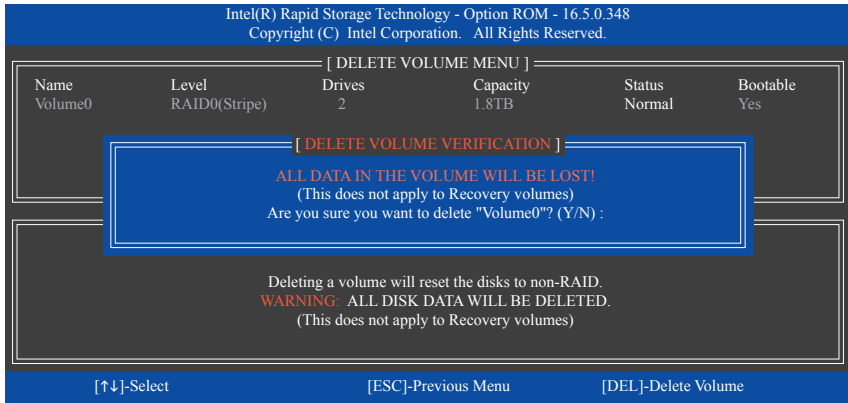 Intel(R) Rapid Storage Technology - Option ROM - 16.5.0.348
Copyright (C) Intel Corporation. All Rights Reserved.
[ DELETE VOLUME MENU ]
Name Level Drives Capacity Status Bootable
Volume0 RAID0(Stripe) 2 1.8TB Normal Yes
[ DELETE VOLUME VERIFICATION ]
ALL DATA IN THE VOLUME WILL BE LOST!
(This does not apply to Recovery volumes)
Are you sure you want to delete "Volume0"? (Y/N) :
Deleting a volume will reset the disks to non-RAID.
WARNING: ALL DISK DATA WILL BE DELETED.
(This does not apply to Recovery volumes)
[↑↓]-Select [ESC]-Previous Menu [DEL]-Delete Volume